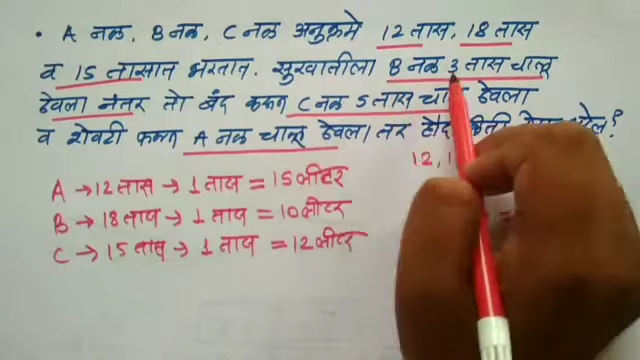 • A नळ, B नळ, C नळ अनुक्रमे 12 तास, 18 तास
व 15 तासात भरतात. सुरवातीला B नळ 3 तास चालू
ठेवला नंतर तो बंद करून C नळ 5 तास ठेवला
व शेवटी फक्त A नळ चालू ठेवला तर हौद ?
12, 1
A → 12 तास → 1 तास = 15 लीटर
B → 18 तास → 1 तास = 10 लीटर
C → 15 तास → 1 तास = 12 लीटर